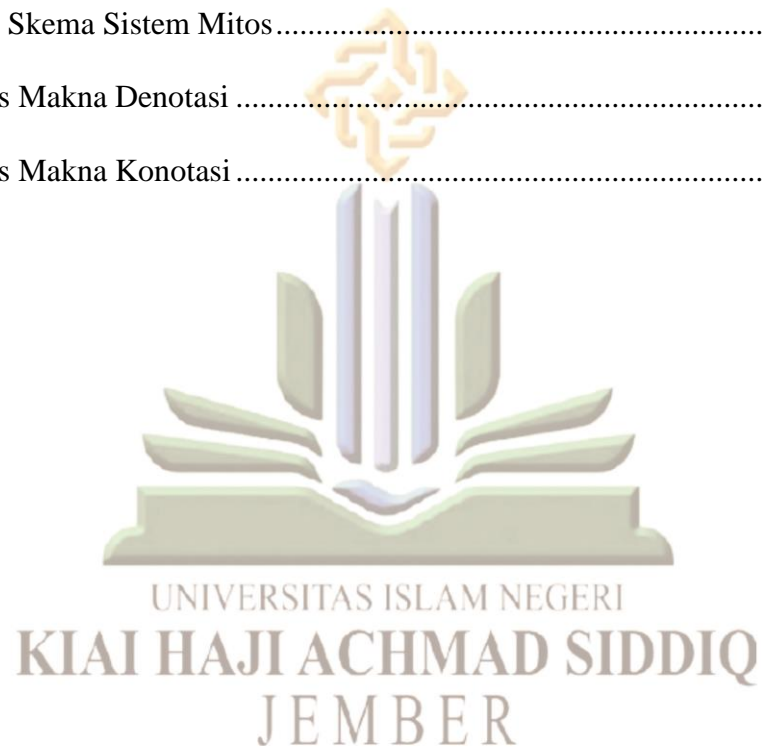 Skema Sistem Mitos........................................................
s Makna Denotasi ..............................................................
s Makna Konotasi ..............................................................
UNIVERSITAS ISLAM NEGERI
KIAI HAJI ACHMAD SIDDIQ
JEMBER